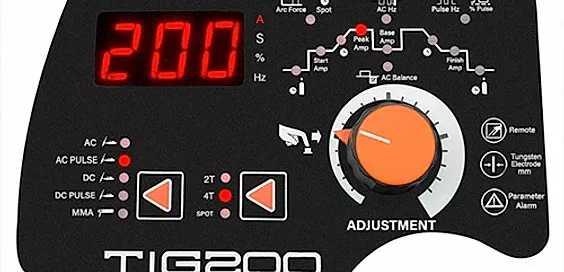 Arc Force
Spot
AC Hz
Pulse Hz
% Pulse
200
A
S
%
Hz
Peak
Amp
Base
Amp
Start
Amp
Finish
Amp
AC Balance
AC
AC PULSE
DC
DC PULSE
MMA
2T
4T
SPOT
Remote
Tungsten
Electrode
mm
Parameter
Alarm
ADJUSTMENT
TIG200